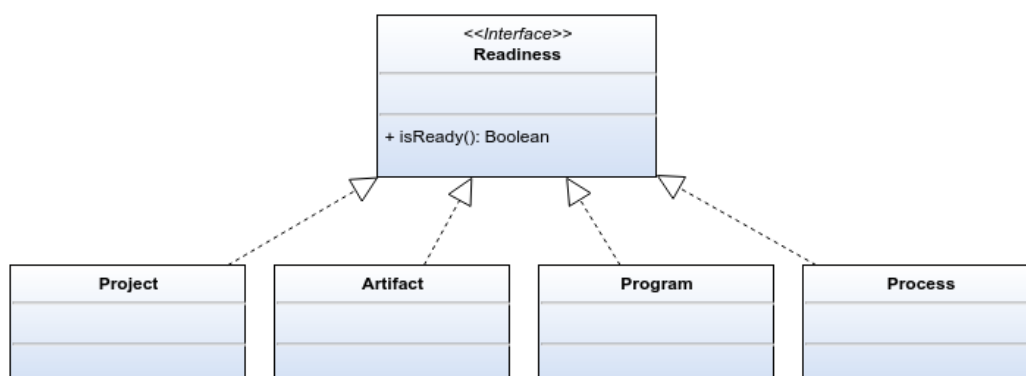 <<Interface>>
Readiness
+ isReady(): Boolean
Project
Artifact
Program
Process